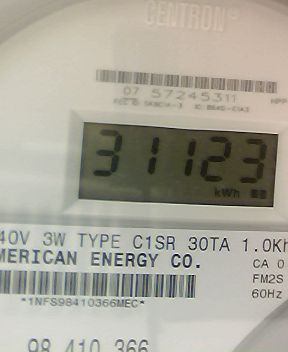 CENTRON®
07 57245311
31123
kWh
40V 3W TYPE C1SR 30TA 1.0Kh
MERICAN ENERGY CO.
CA 0
FM2S
*1NFS98410366MEC*
60Hz
98 410 366